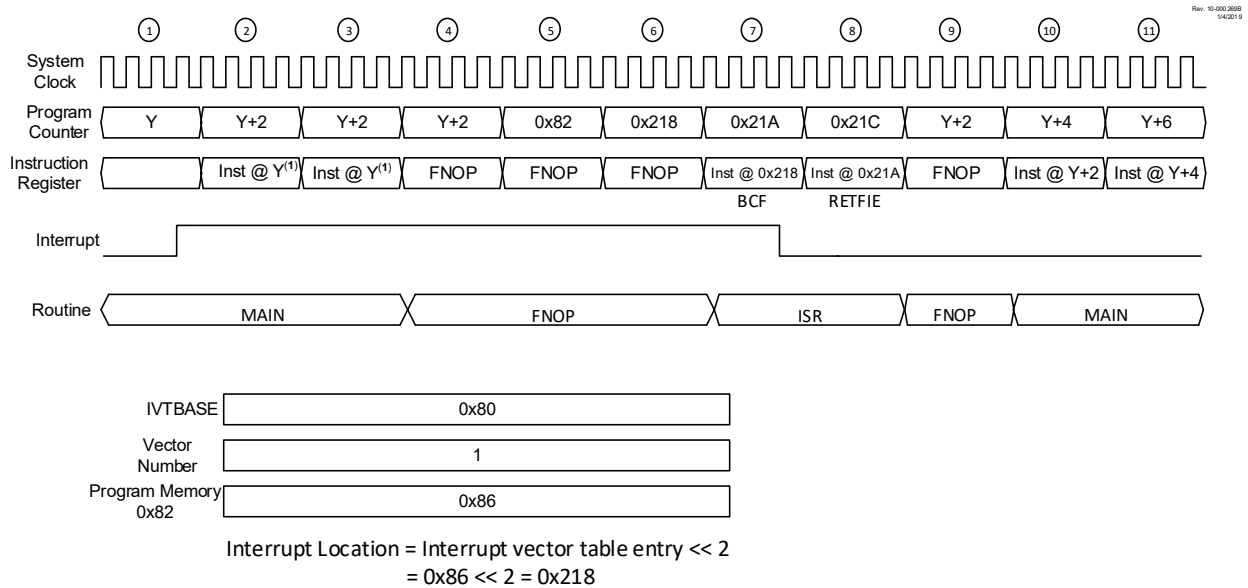 Rev. 10-000 269B
1/4/201 9
1 2 3 4 5 6 7 8 9 10 11
System
Clock
Program
Counter
Y Y+2 Y+2 Y+2 0x82 0x218 0x21A 0x21C Y+2 Y+4 Y+6
Instruction
Register
Inst @ Y(1) Inst @ Y(1) FNOP FNOP FNOP Inst @ 0x218 Inst @ 0x21A FNOP Inst @ Y+2 Inst @ Y+4
BCF RETFIE
Interrupt
Routine MAIN FNOP ISR FNOP MAIN
IVTBASE 0x80
Vector
Number
1
Program Memory
0x82
0x86
Interrupt Location = Interrupt vector table entry << 2
= 0x86 << 2 = 0x218